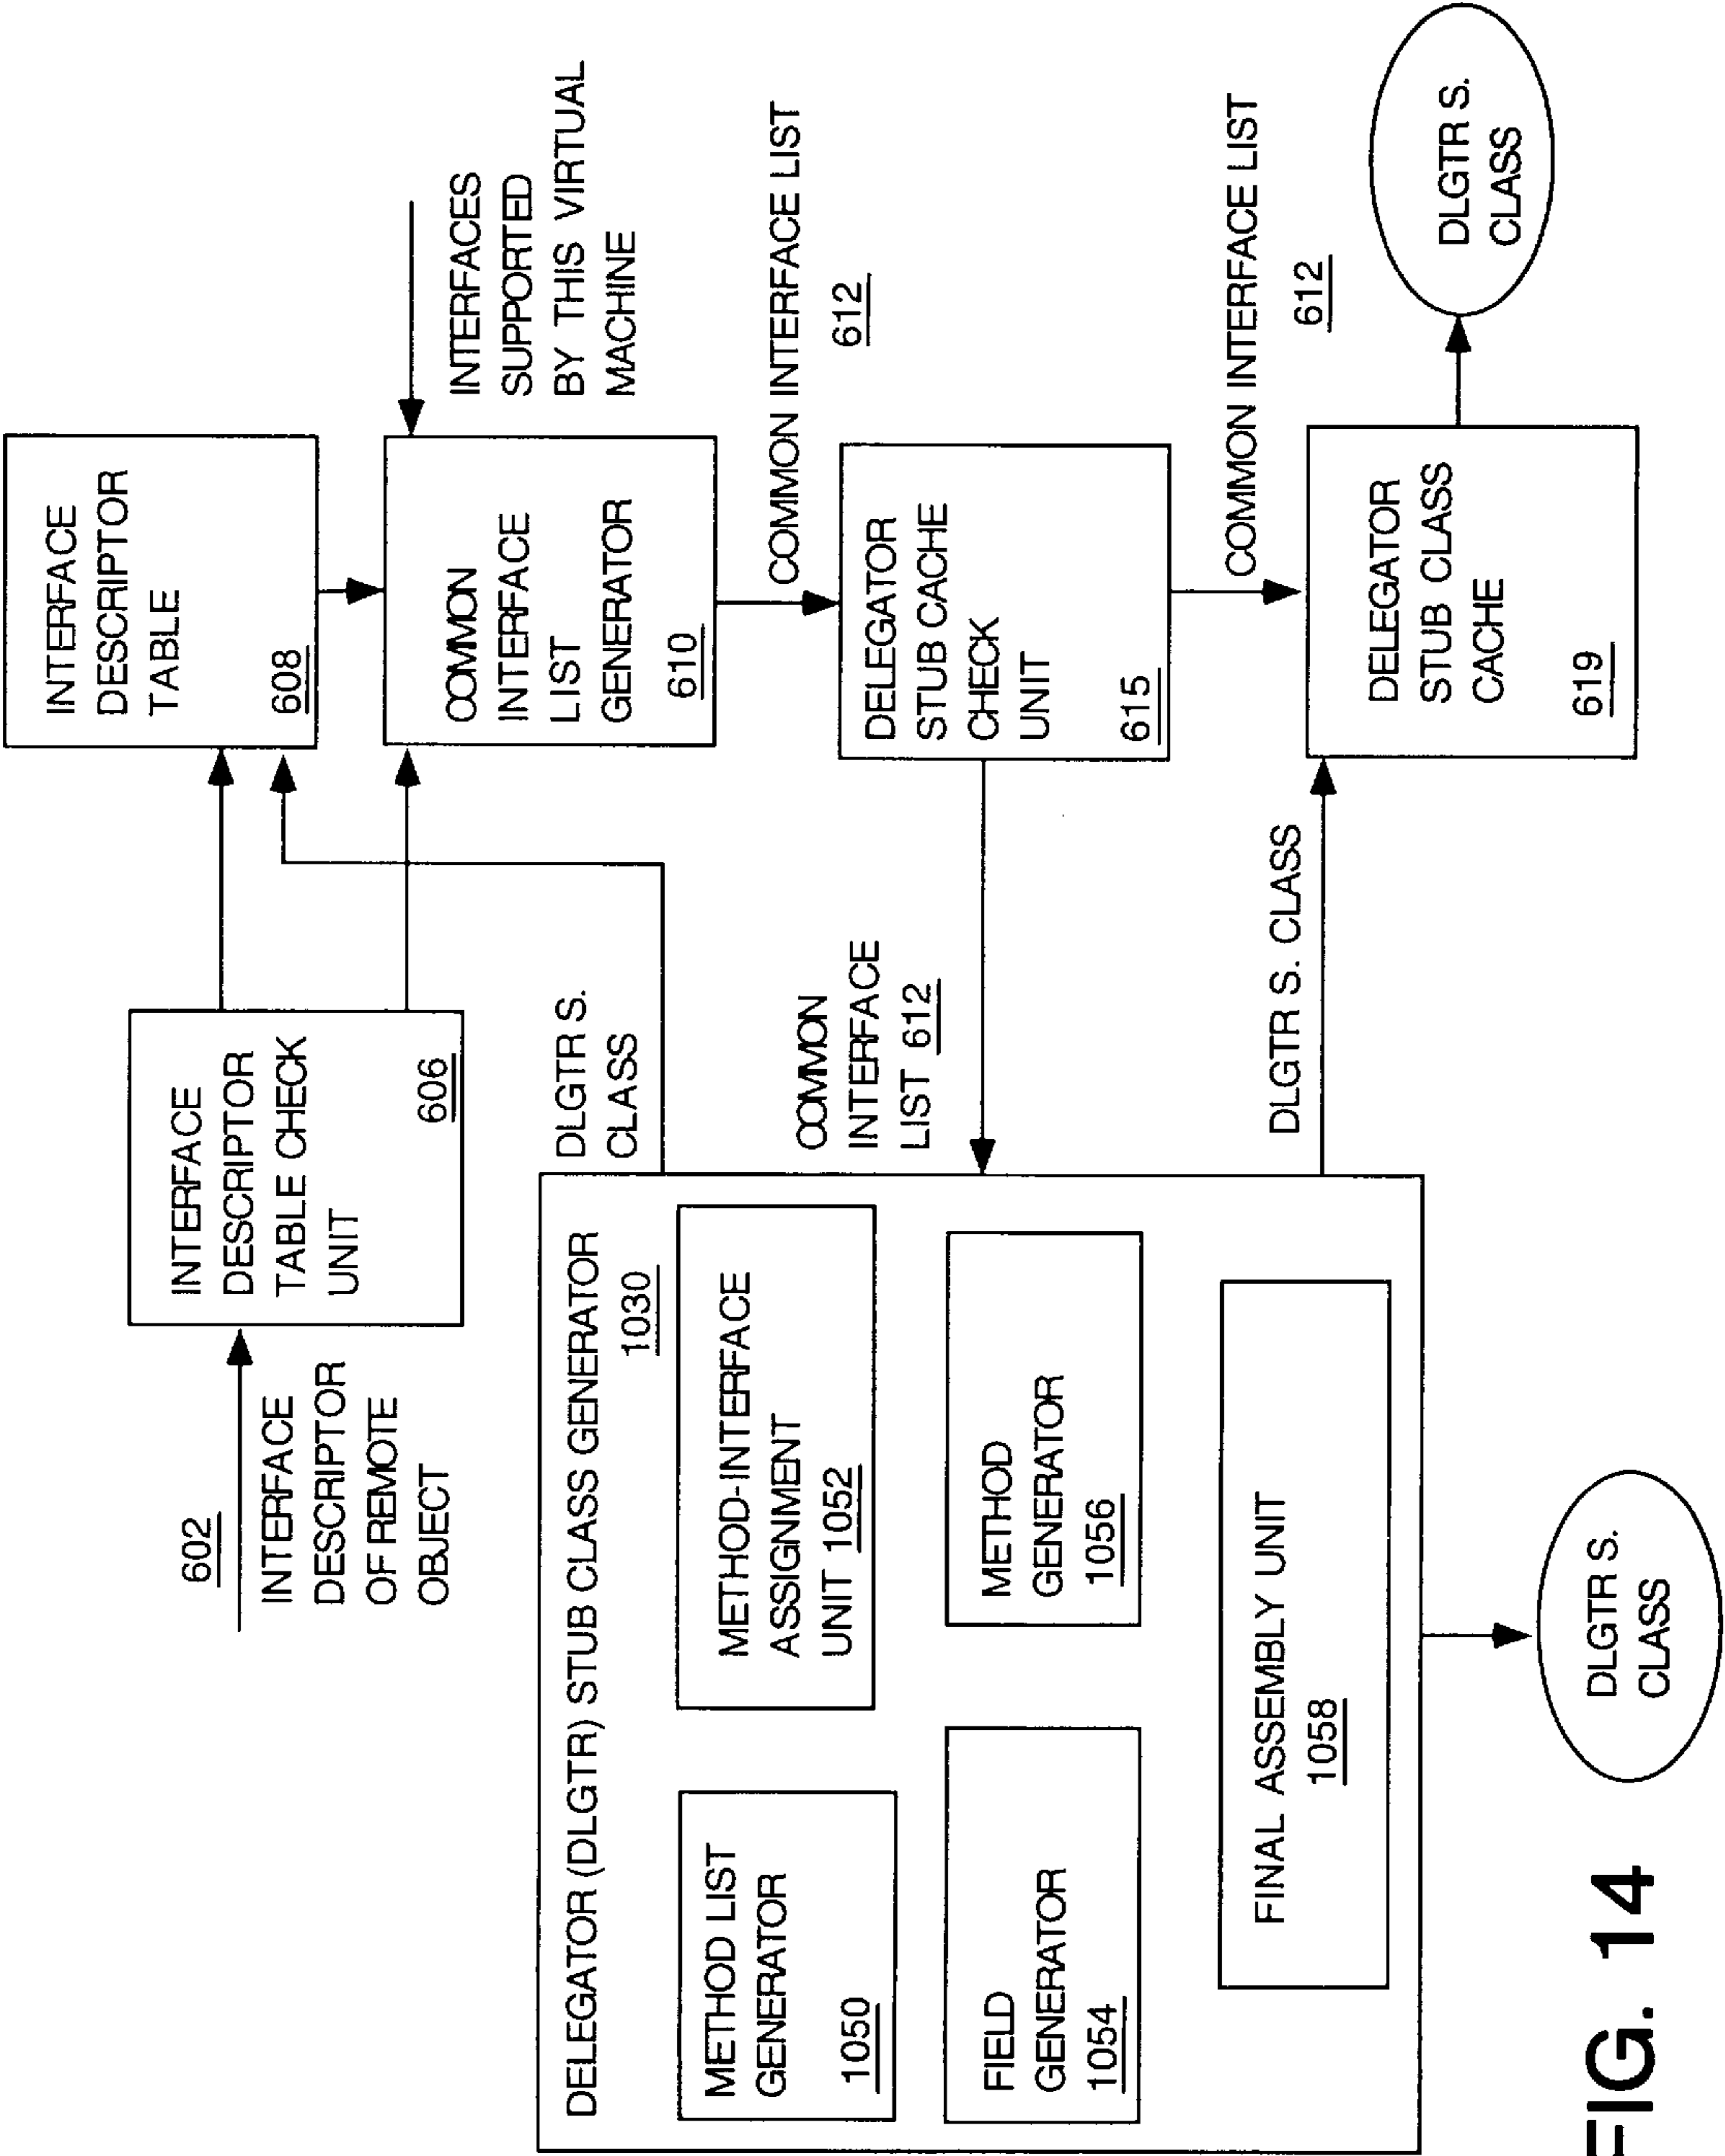 602
INTERFACE
DESCRIPTOR
OF REMOTE
OBJECT
INTERFACE
DESCRIPTOR
TABLE CHECK
UNIT
606
INTERFACE
DESCRIPTOR
TABLE
608
COMMON
INTERFACE
LIST
GENERATOR
610
INTERFACES
SUPPORTED
BY THIS VIRTUAL
MACHINE
DELEGATOR (DLGTR) STUB CLASS GENERATOR
1030
METHOD LIST
GENERATOR
1050
METHOD-INTERFACE
ASSIGNMENT
UNIT 1052
FIELD
GENERATOR
1054
METHOD
GENERATOR
1056
FINAL ASSEMBLY UNIT
1058
DLGTR S.
CLASS
COMMON
INTERFACE
LIST 612
COMMON INTERFACE LIST
612
DELEGATOR
STUB CACHE
CHECK
UNIT
615
COMMON INTERFACE LIST
612
DLGTR S. CLASS
DELEGATOR
STUB CLASS
CACHE
619
DLGTR S.
CLASS
DLGTR S.
CLASS
FIG. 14